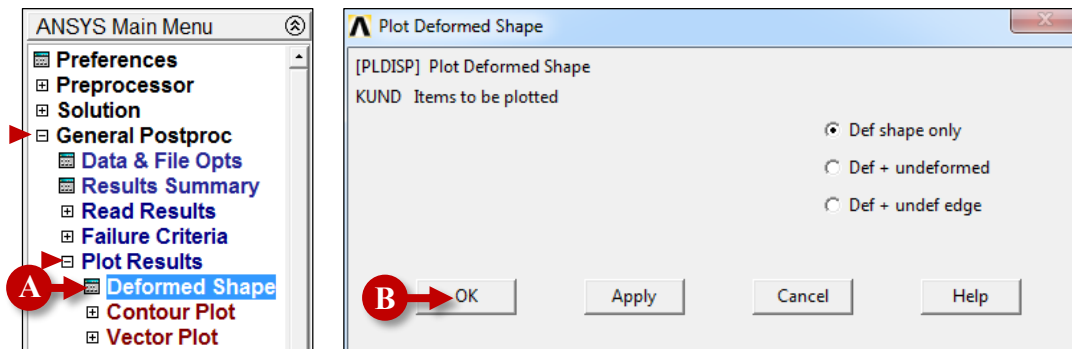 ANSYS Main Menu
Preferences
Preprocessor
Solution
General Postproc
Data & File Opts
Results Summary
Read Results
Failure Criteria
Plot Results
A
Deformed Shape
Contour Plot
Vector Plot
Plot Deformed Shape
[PLDISP] Plot Deformed Shape
KUND Items to be plotted
Def shape only
Def + undeformed
Def + undef edge
B
OK
Apply
Cancel
Help